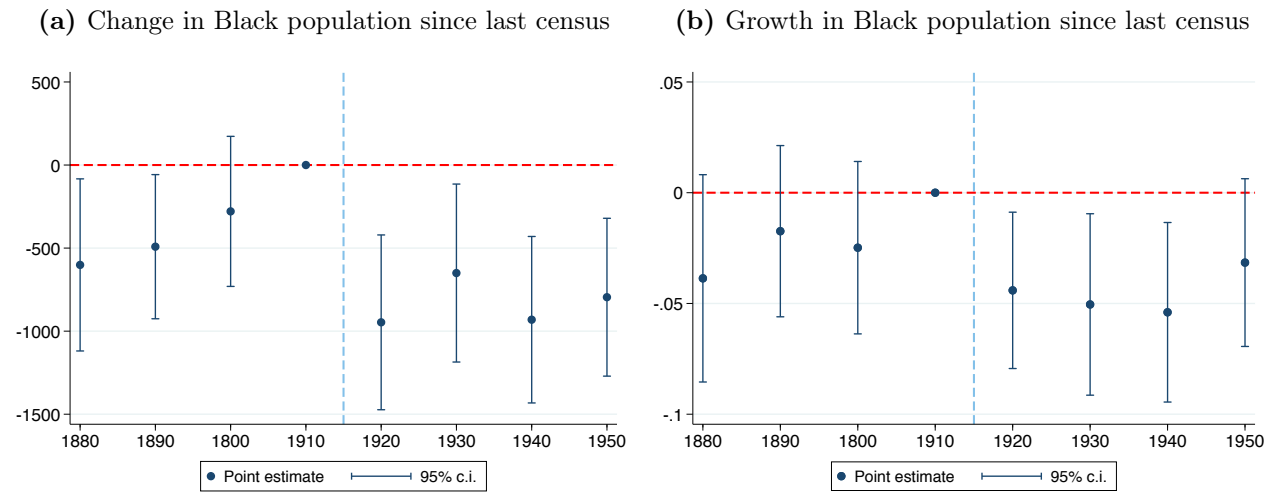 (a) Change in Black population since last census
500
0
-500
-1000
-1500
1880 1890 1800 1910 1920 1930 1940 1950
Point estimate 95% c.i.
(b) Growth in Black population since last census
.05
0
-.05
-.1
1880 1890 1800 1910 1920 1930 1940 1950
Point estimate 95% c.i.